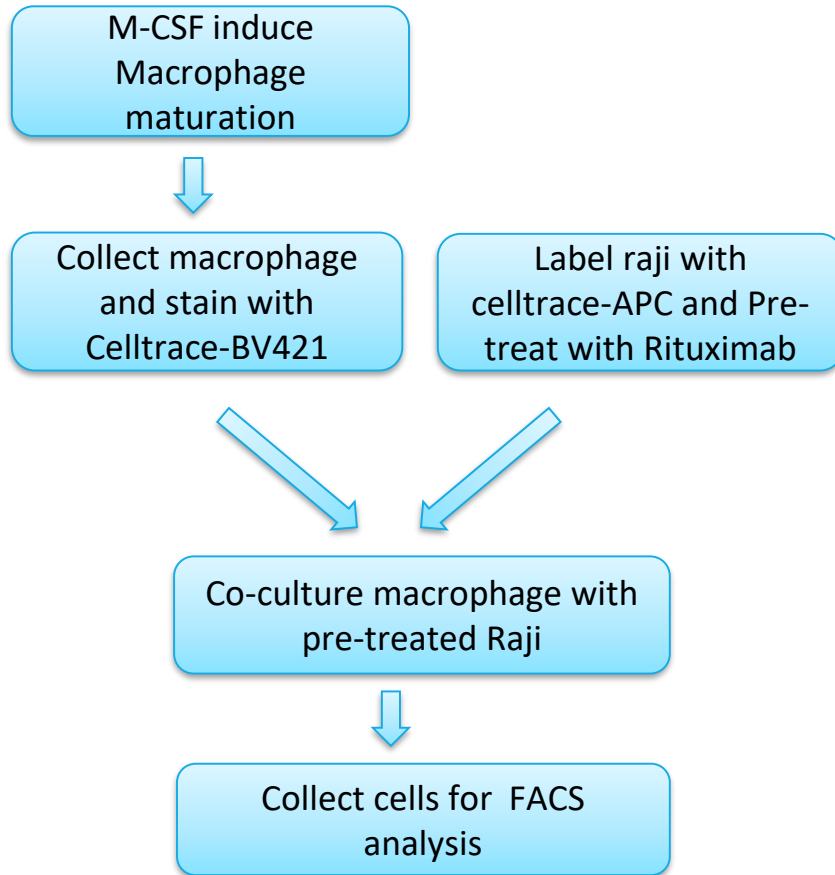 M-CSF induce
Macrophage
maturation
Collect macrophage
and stain with
Celltrace-BV421
Label raji with
celltrace-APC and Pre-
treat with Rituximab
Co-culture macrophage with
pre-treated Raji
Collect cells for  FACS
analysis